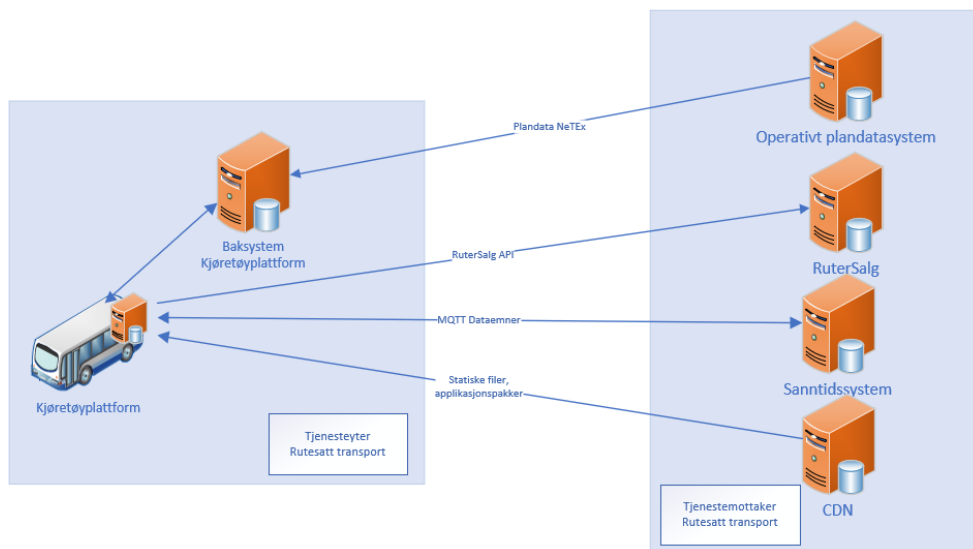 Plandata NeTEx
Operativt plandatasystem
Baksystem
Kjøretøyplattform
RuterSalg API
RuterSalg
MQTT Dataemner
Sanntidssystem
Statiske filer,
applikasjonspakker
Kjøretøyplattform
Tjenesteyter
Rutesatt transport
CDN
Tjenestemottaker
Rutesatt transport